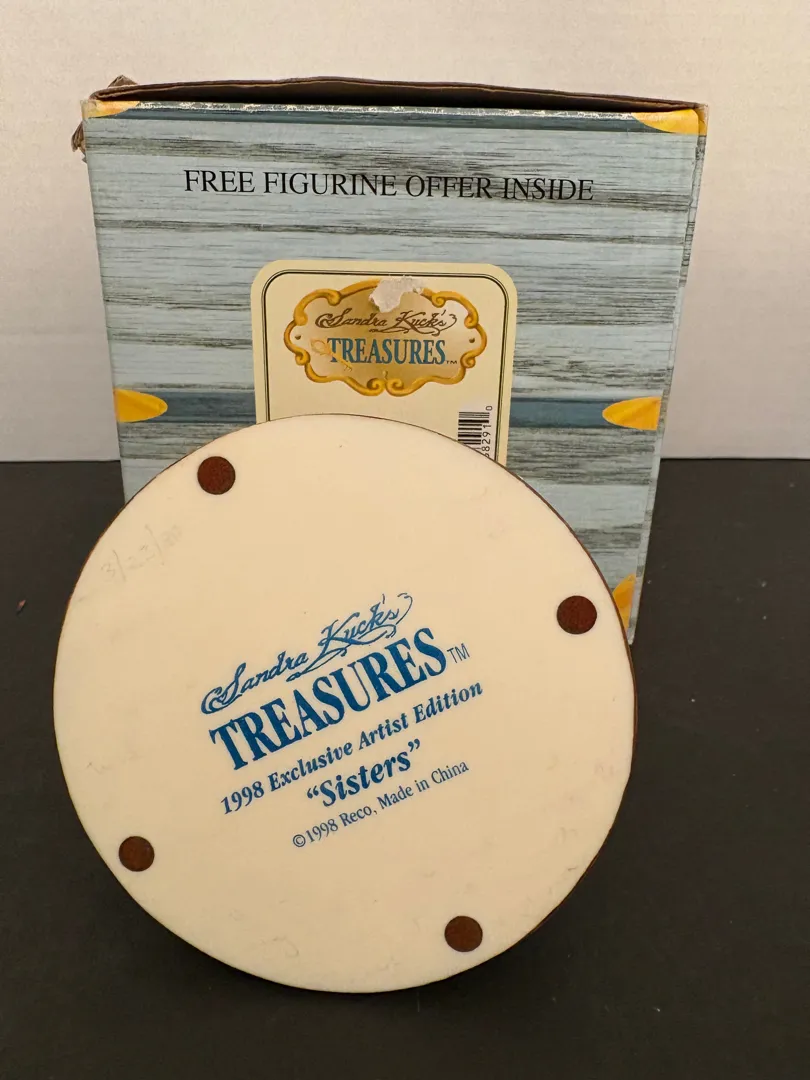 FREE FIGURINE OFFER INSIDE
Sandra Kuck's
TREASURES™
Sandra Kuck's
TREASURES™
1998 Exclusive Artist Edition
“Sisters”
©1998 Reco, Made in China